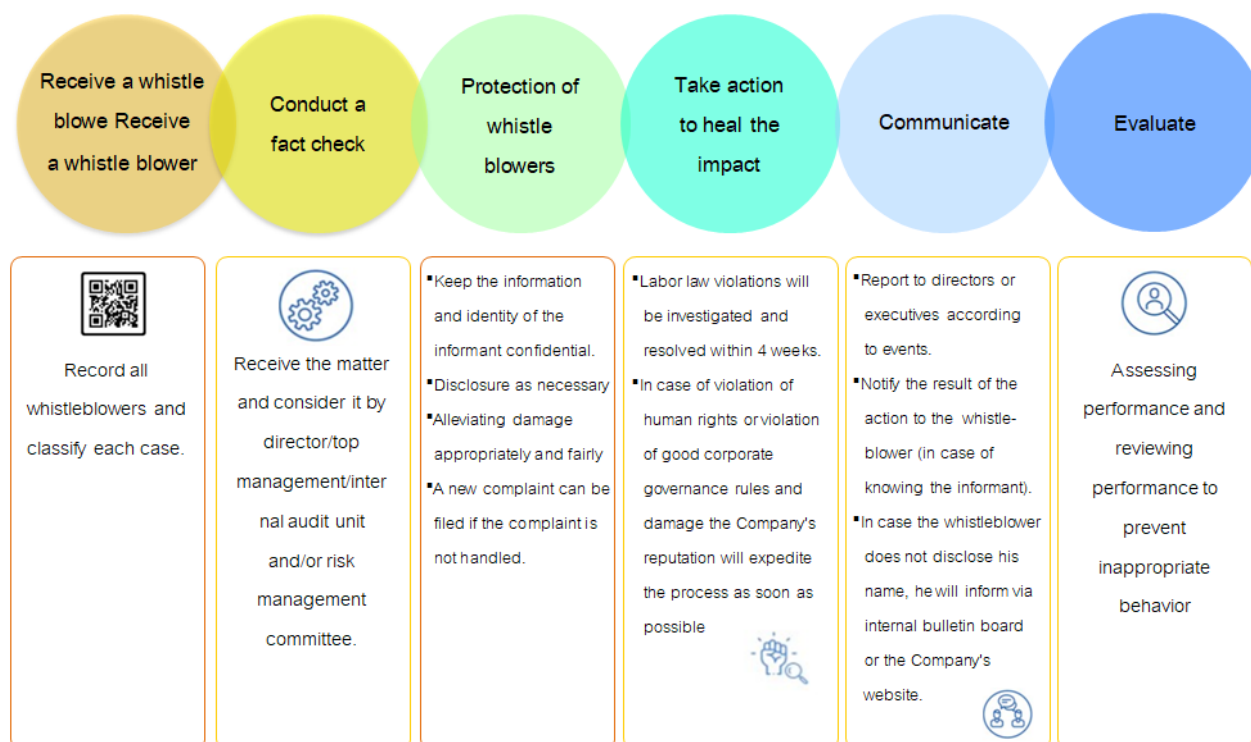 Receive a whistle
blowe Receive
a whistle blower
Conduct a
fact check
Protection of
whistle
blowers
Take action
to heal the
impact
Communicate
Evaluate
Record all
whistleblowers and
classify each case.
Receive the matter
and consider it by
director/top
management/inter
nal audit unit
and/or risk
management
committee.
▪Keep the information
and identity of the
informant confidential.
▪Disclosure as necessary
▪Alleviating damage
appropriately and fairly
▪A new complaint can be
filed if the complaint is
not handled.
▪Labor law violations will
be investigated and
resolved within 4 weeks.
▪In case of violation of
human rights or violation
of good corporate
governance rules and
damage the Company's
reputation will expedite
the process as soon as
possible
▪Report to directors or
executives according
to events.
▪Notify the result of the
action to the whistle-
blower (in case of
knowing the informant).
▪In case the whistleblower
does not disclose his
name, he will inform via
internal bulletin board
or the Company's
website.
Assessing
performance and
reviewing
performance to
prevent
inappropriate
behavior